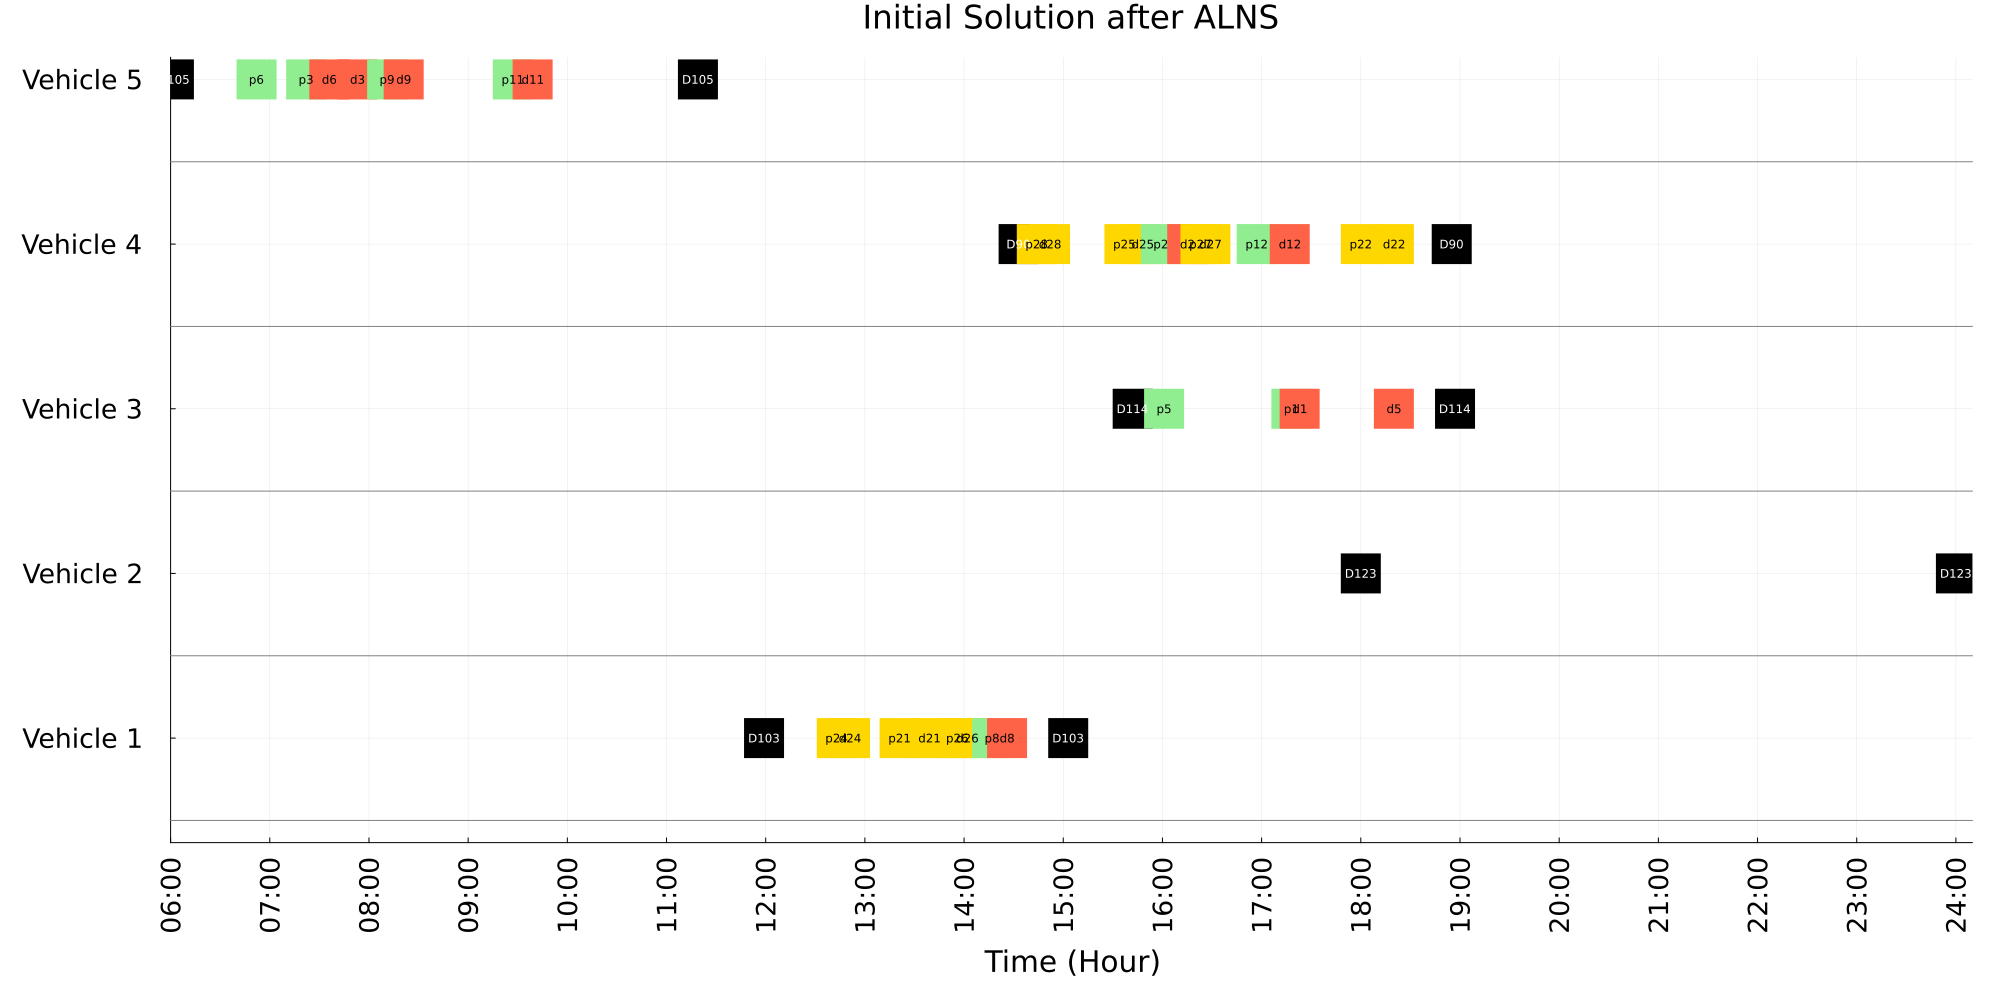 Initial Solution after ALNS
Vehicle 5
105 p6 p3 d6 d3 p9 d9 p11 d11 D105
Vehicle 4
D90 p28 d28 p25 d25 p2 d2 p27 d27 p12 d12 p22 d22 D90
Vehicle 3
D114 p5 p1 d1 d5 D114
Vehicle 2
D123 D123
Vehicle 1
D103 p24 d24 p21 d21 p26 d26 p8 d8 D103
06:00 07:00 08:00 09:00 10:00 11:00 12:00 13:00 14:00 15:00 16:00 17:00 18:00 19:00 20:00 21:00 22:00 23:00 24:00
Time (Hour)